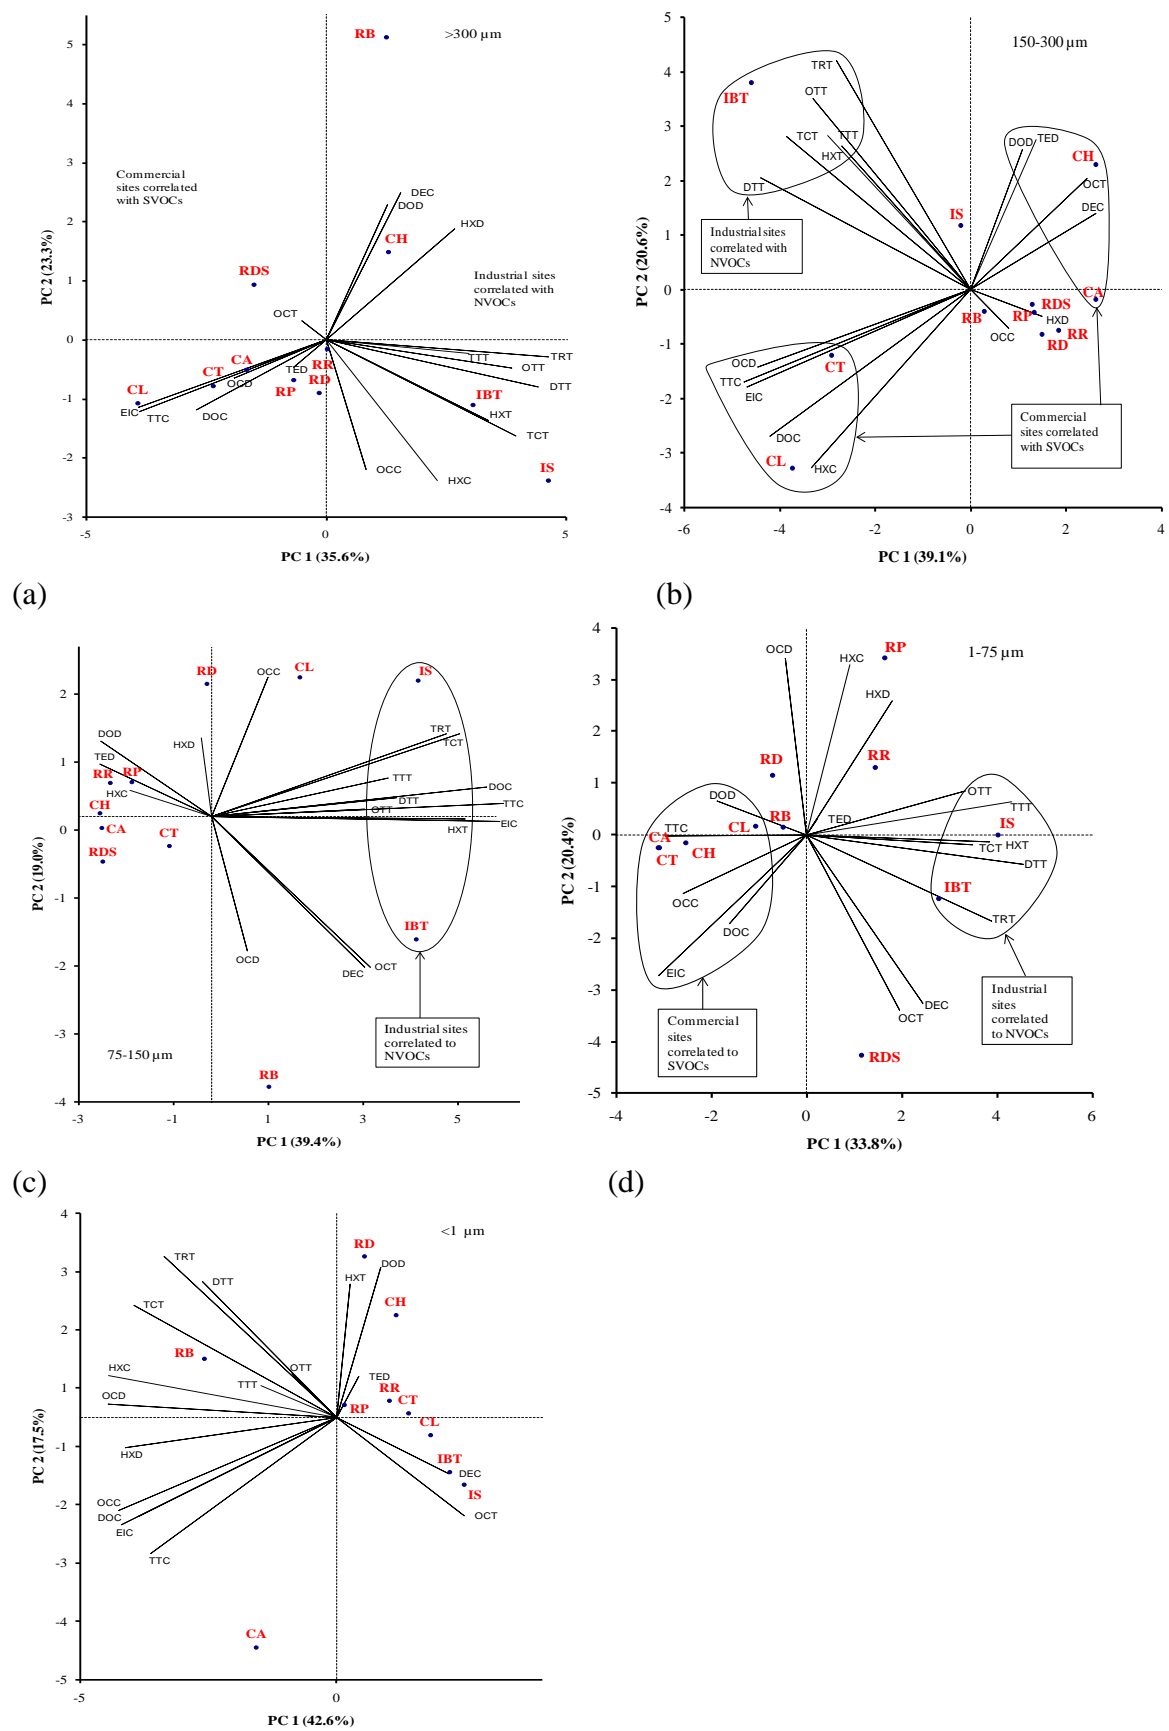 RB
>300 µm
5
4
3
Commercial
sites correlated
with SVOCs
DEC
DOD
2
HXD
CH
PC 2 (23.3%)
RDS
Industrial sites
correlated with
NVOCs
1
OCT
0
TTT
TRT
CA
RR
OTT
CT
TED
OCD
RD
DTT
CL
RP
IBT
-1
EIC
TTC
DOC
HXT
TCT
-2
OCC
IS
HXC
-3
-5
0
5
PC 1 (35.6%)
(a)
5
150-300 µm
TRT
4
IBT
OTT
3
TCT
TTT
DOD
TED
HXT
CH
2
DTT
OCT
DEC
IS
Industrial sites
correlated with
NVOCs
1
PC 2 (20.6%)
0
CA
RDS
RB
RP
HXD
OCC
RR
RD
-1
OCD
CT
TTC
EIC
-2
Commercial
sites correlated
with SVOCs
DOC
-3
CL
HXC
-4
-6
-4
-2
0
2
4
PC 1 (39.1%)
(b)
RD
OCC
CL
IS
2
DOD
HXD
TRT
TCT
TED
RR
RP
HXC
TTT
DOC
CH
DTT
TTC
OTT
0
CA
CT
HXT
EIC
RDS
PC 2 (19.0%)
IBT
OCD
DEC
OCT
-2
Industrial sites
correlated to
NVOCs
75-150 µm
RB
-4
-3
-1
1
3
5
PC 1 (39.4%)
(c)
4
OCD
HXC
RP
1-75 µm
3
HXD
2
RD
RR
1
DOD
OTT
TTT
TED
TTC
CL
RB
IS
0
CA
CH
HXT
TCT
CT
DTT
PC 2 (20.4%)
OCC
IBT
-1
DOC
TRT
-2
EIC
Industrial
sites
correlated
to NVOCs
Commercial
sites
correlated to
SVOCs
-3
DEC
OCT
-4
RDS
-5
-4
-2
0
2
4
6
PC 1 (33.8%)
(d)
4
<1 µm
RD
TRT
DOD
3
DTT
HXT
TCT
CH
2
RB
HXC
OTT
TED
1
TTT
RR
OCD
CT
RP
CL
-1
HXD
IBT
DEC
PC 2 (17.5%)
IS
-2
OCC
DOC
OCT
EIC
TTC
-3
-4
CA
-5
-5
0
PC 1 (42.6%)